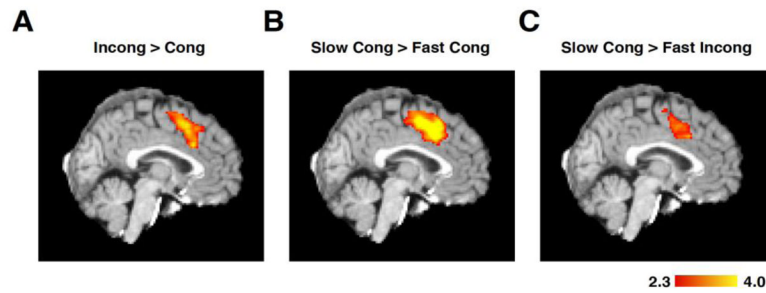 A
Incong > Cong
B
Slow Cong > Fast Cong
C
Slow Cong > Fast Incong
2.3 4.0